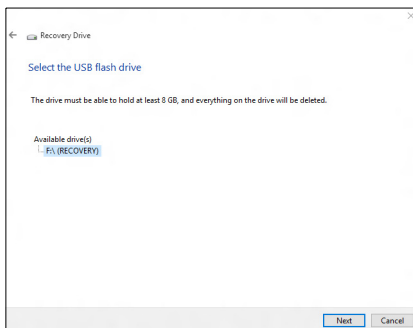 Recovery Drive
Select the USB flash drive
The drive must be able to hold at least 8 GB, and everything on the drive will be deleted.
Available drive(s)
F:\ (RECOVERY)
Next Cancel